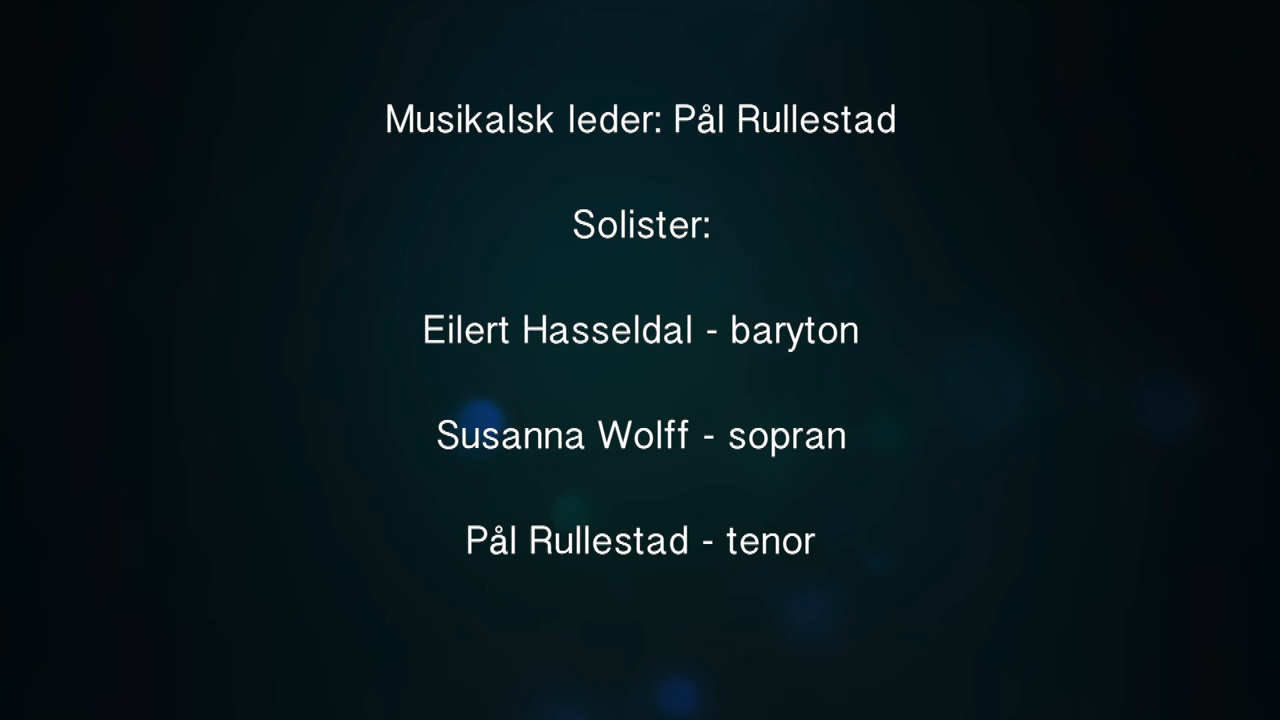 Musikalsk leder: Pål Rullestad
Solister:
Eilert Hasseldal - baryton
Susanna Wolff - sopran
Pål Rullestad - tenor